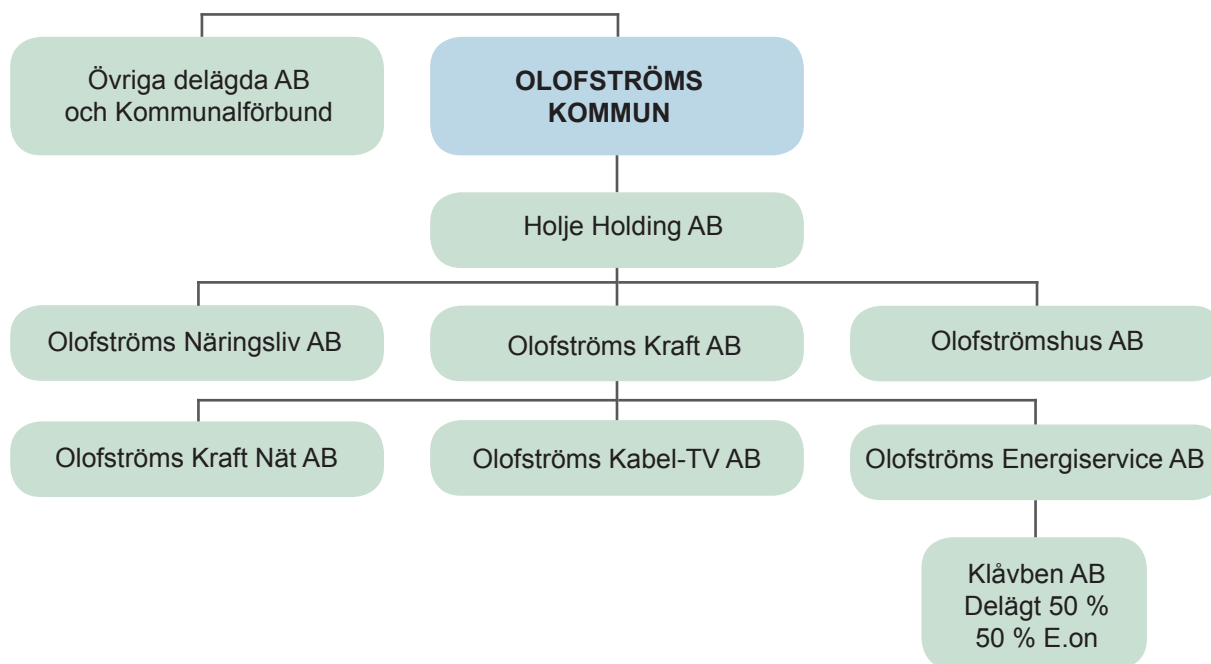 Övriga delägda AB
och Kommunalförbund
OLOFSTRÖMS
KOMMUN
Holje Holding AB
Olofströms Näringsliv AB
Olofströms Kraft AB
Olofströmshus AB
Olofströms Kraft Nät AB
Olofströms Kabel-TV AB
Olofströms Energiservice AB
Klåvben AB
Delägt 50 %
50 % E.on